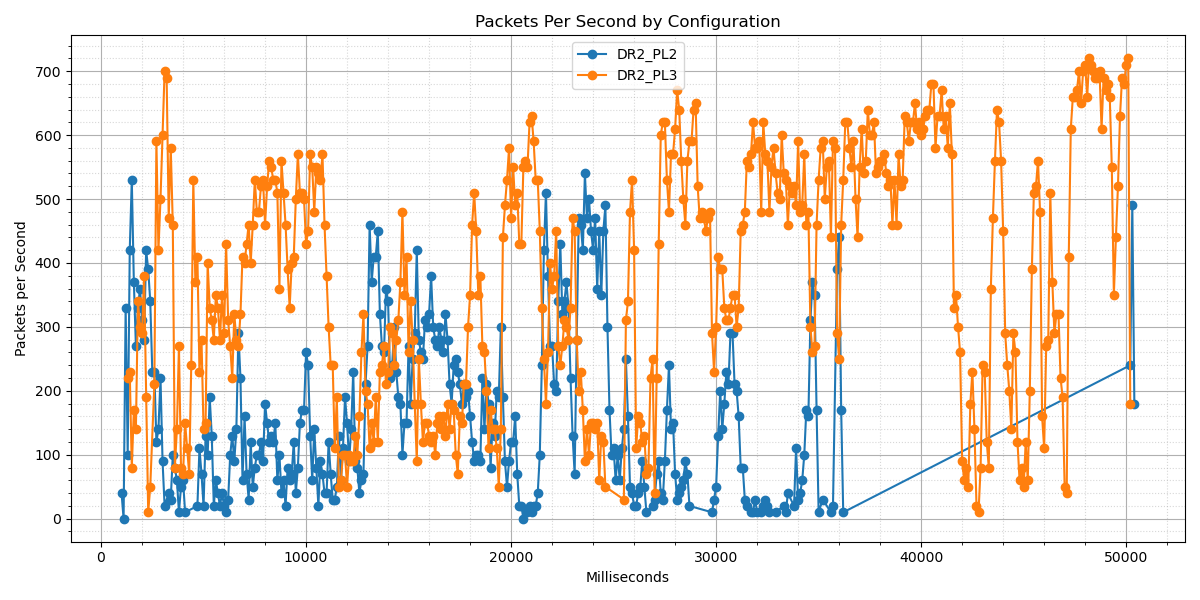 Packets Per Second by Configuration
DR2_PL2
DR2_PL3
Packets per Second
700
600
500
400
300
200
100
0
0 10000 20000 30000 40000 50000
Milliseconds